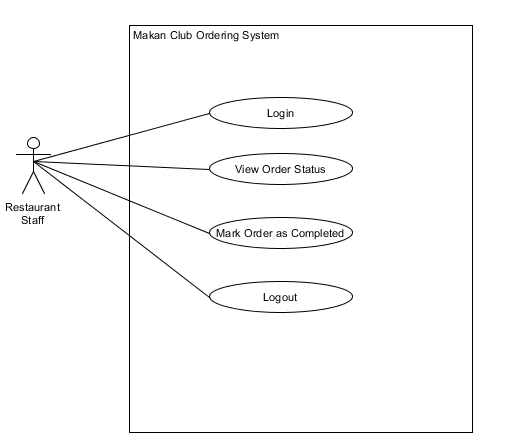 Makan Club Ordering System
Login
View Order Status
Mark Order as Completed
Logout
Restaurant
Staff